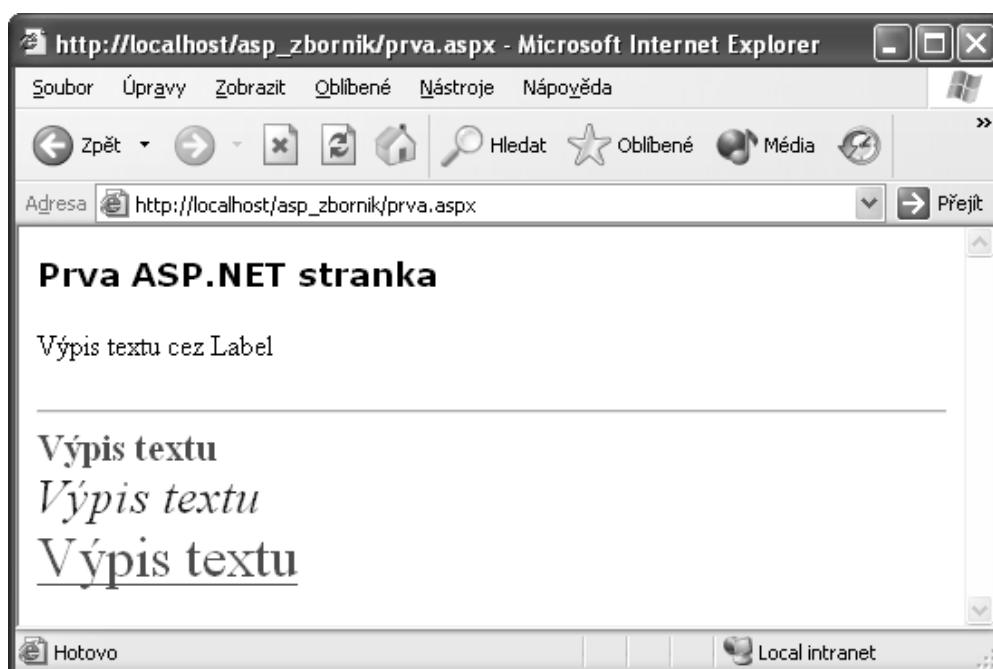 http://localhost/asp_zbornik/prva.aspx - Microsoft Internet Explorer
Soubor Úpravy Zobrazit Oblíbené Nástroje Nápověda
Zpět Hledat Oblíbené Média »
Adresa http://localhost/asp_zbornik/prva.aspx Přejít
Prva ASP.NET stranka
Výpis textu cez Label
Výpis textu
Výpis textu
Výpis textu
Hotovo Local intranet